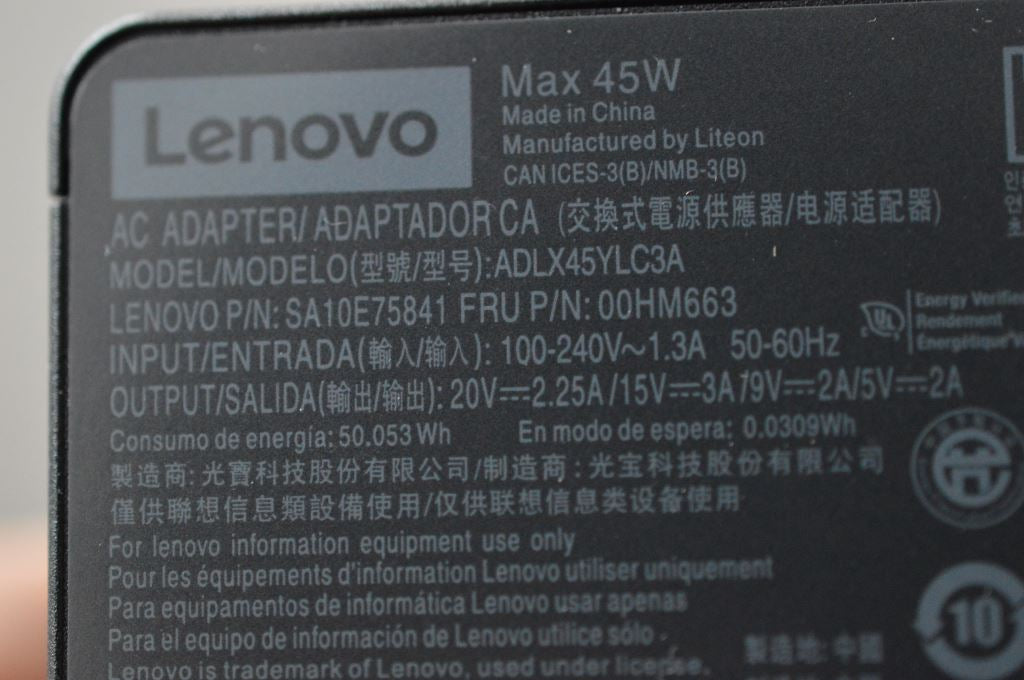 Lenovo
Max 45W
Made in China
Manufactured by Liteon
CAN ICES-3(B)/NMB-3(B)
AC ADAPTER/ ADAPTADOR CA (交換式電源供應器/电源适配器)
MODEL/MODELO(型號/型号):ADLX45YLC3A
LENOVO P/N: SA10E75841 FRU P/N: 00HM663
INPUT/ENTRADA(輸入/输入): 100-240V～1.3A 50-60Hz
UL
Energy Verified
Rendement
Énergétique
OUTPUT/SALIDA(輸出/输出): 20V⎓2.25A /15V⎓3A /9V⎓2A/5V⎓2A
Consumo de energía: 50.053 Wh En modo de espera: 0.0309Wh
製造商: 光寶科技股份有限公司/制造商: 光宝科技股份有限公司
僅供聯想信息類設備使用/仅供联想信息类设备使用
For lenovo information equipment use only
Pour les équipements d'information Lenovo utiliser uniquement
Para equipamentos de informática Lenovo usar apenas
Para el equipo de información de Lenovo utilice sólo
10
製造地: 中國
Lenovo is trademark of Lenovo, used under license.